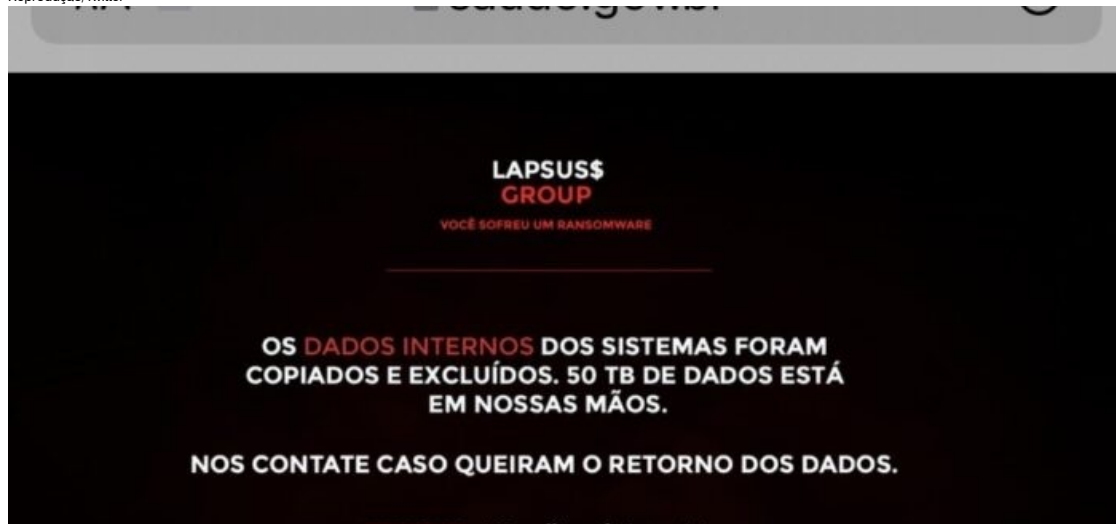 LAPSUS$
GROUP
VOCÊ SOFREU UM RANSOMWARE
OS DADOS INTERNOS DOS SISTEMAS FORAM
COPIADOS E EXCLUÍDOS. 50 TB DE DADOS ESTÁ
EM NOSSAS MÃOS.
NOS CONTATE CASO QUEIRAM O RETORNO DOS DADOS.